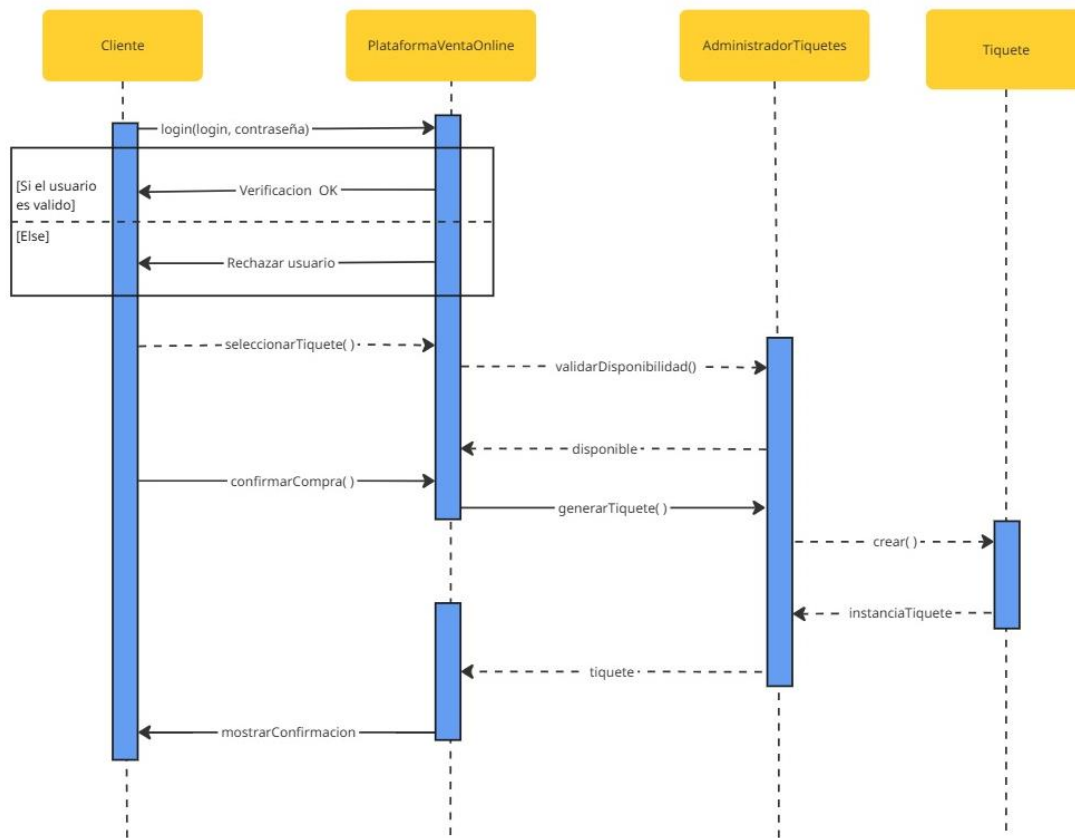 Cliente
PlataformaVentaOnline
AdministradorTiquetes
Tiquete
login(login, contraseña)
[Si el usuario
es valido]
Verificacion OK
[Else]
Rechazar usuario
seleccionarTiquete( )
validarDisponibilidad()
disponible
confirmarCompra( )
generarTiquete( )
crear( )
instanciaTiquete
tiquete
mostrarConfirmacion